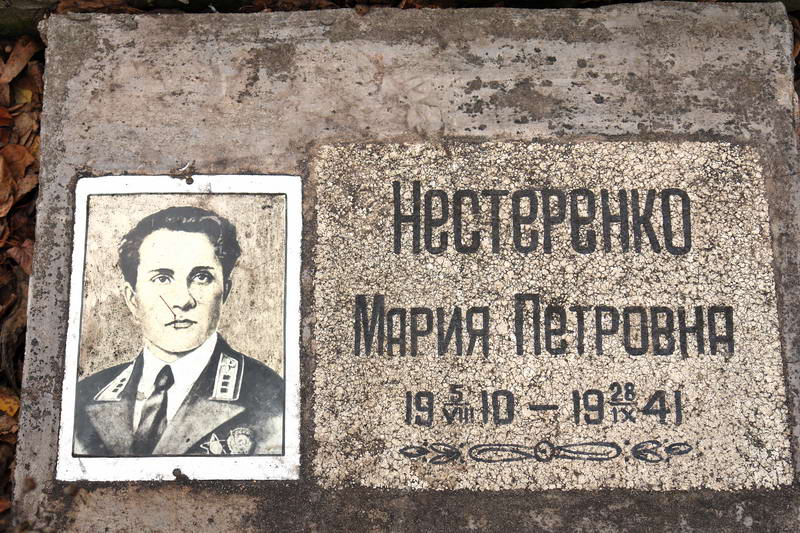 Нестеренко
Мария Петровна
19 5/VIII 10 – 19 28/IX 41